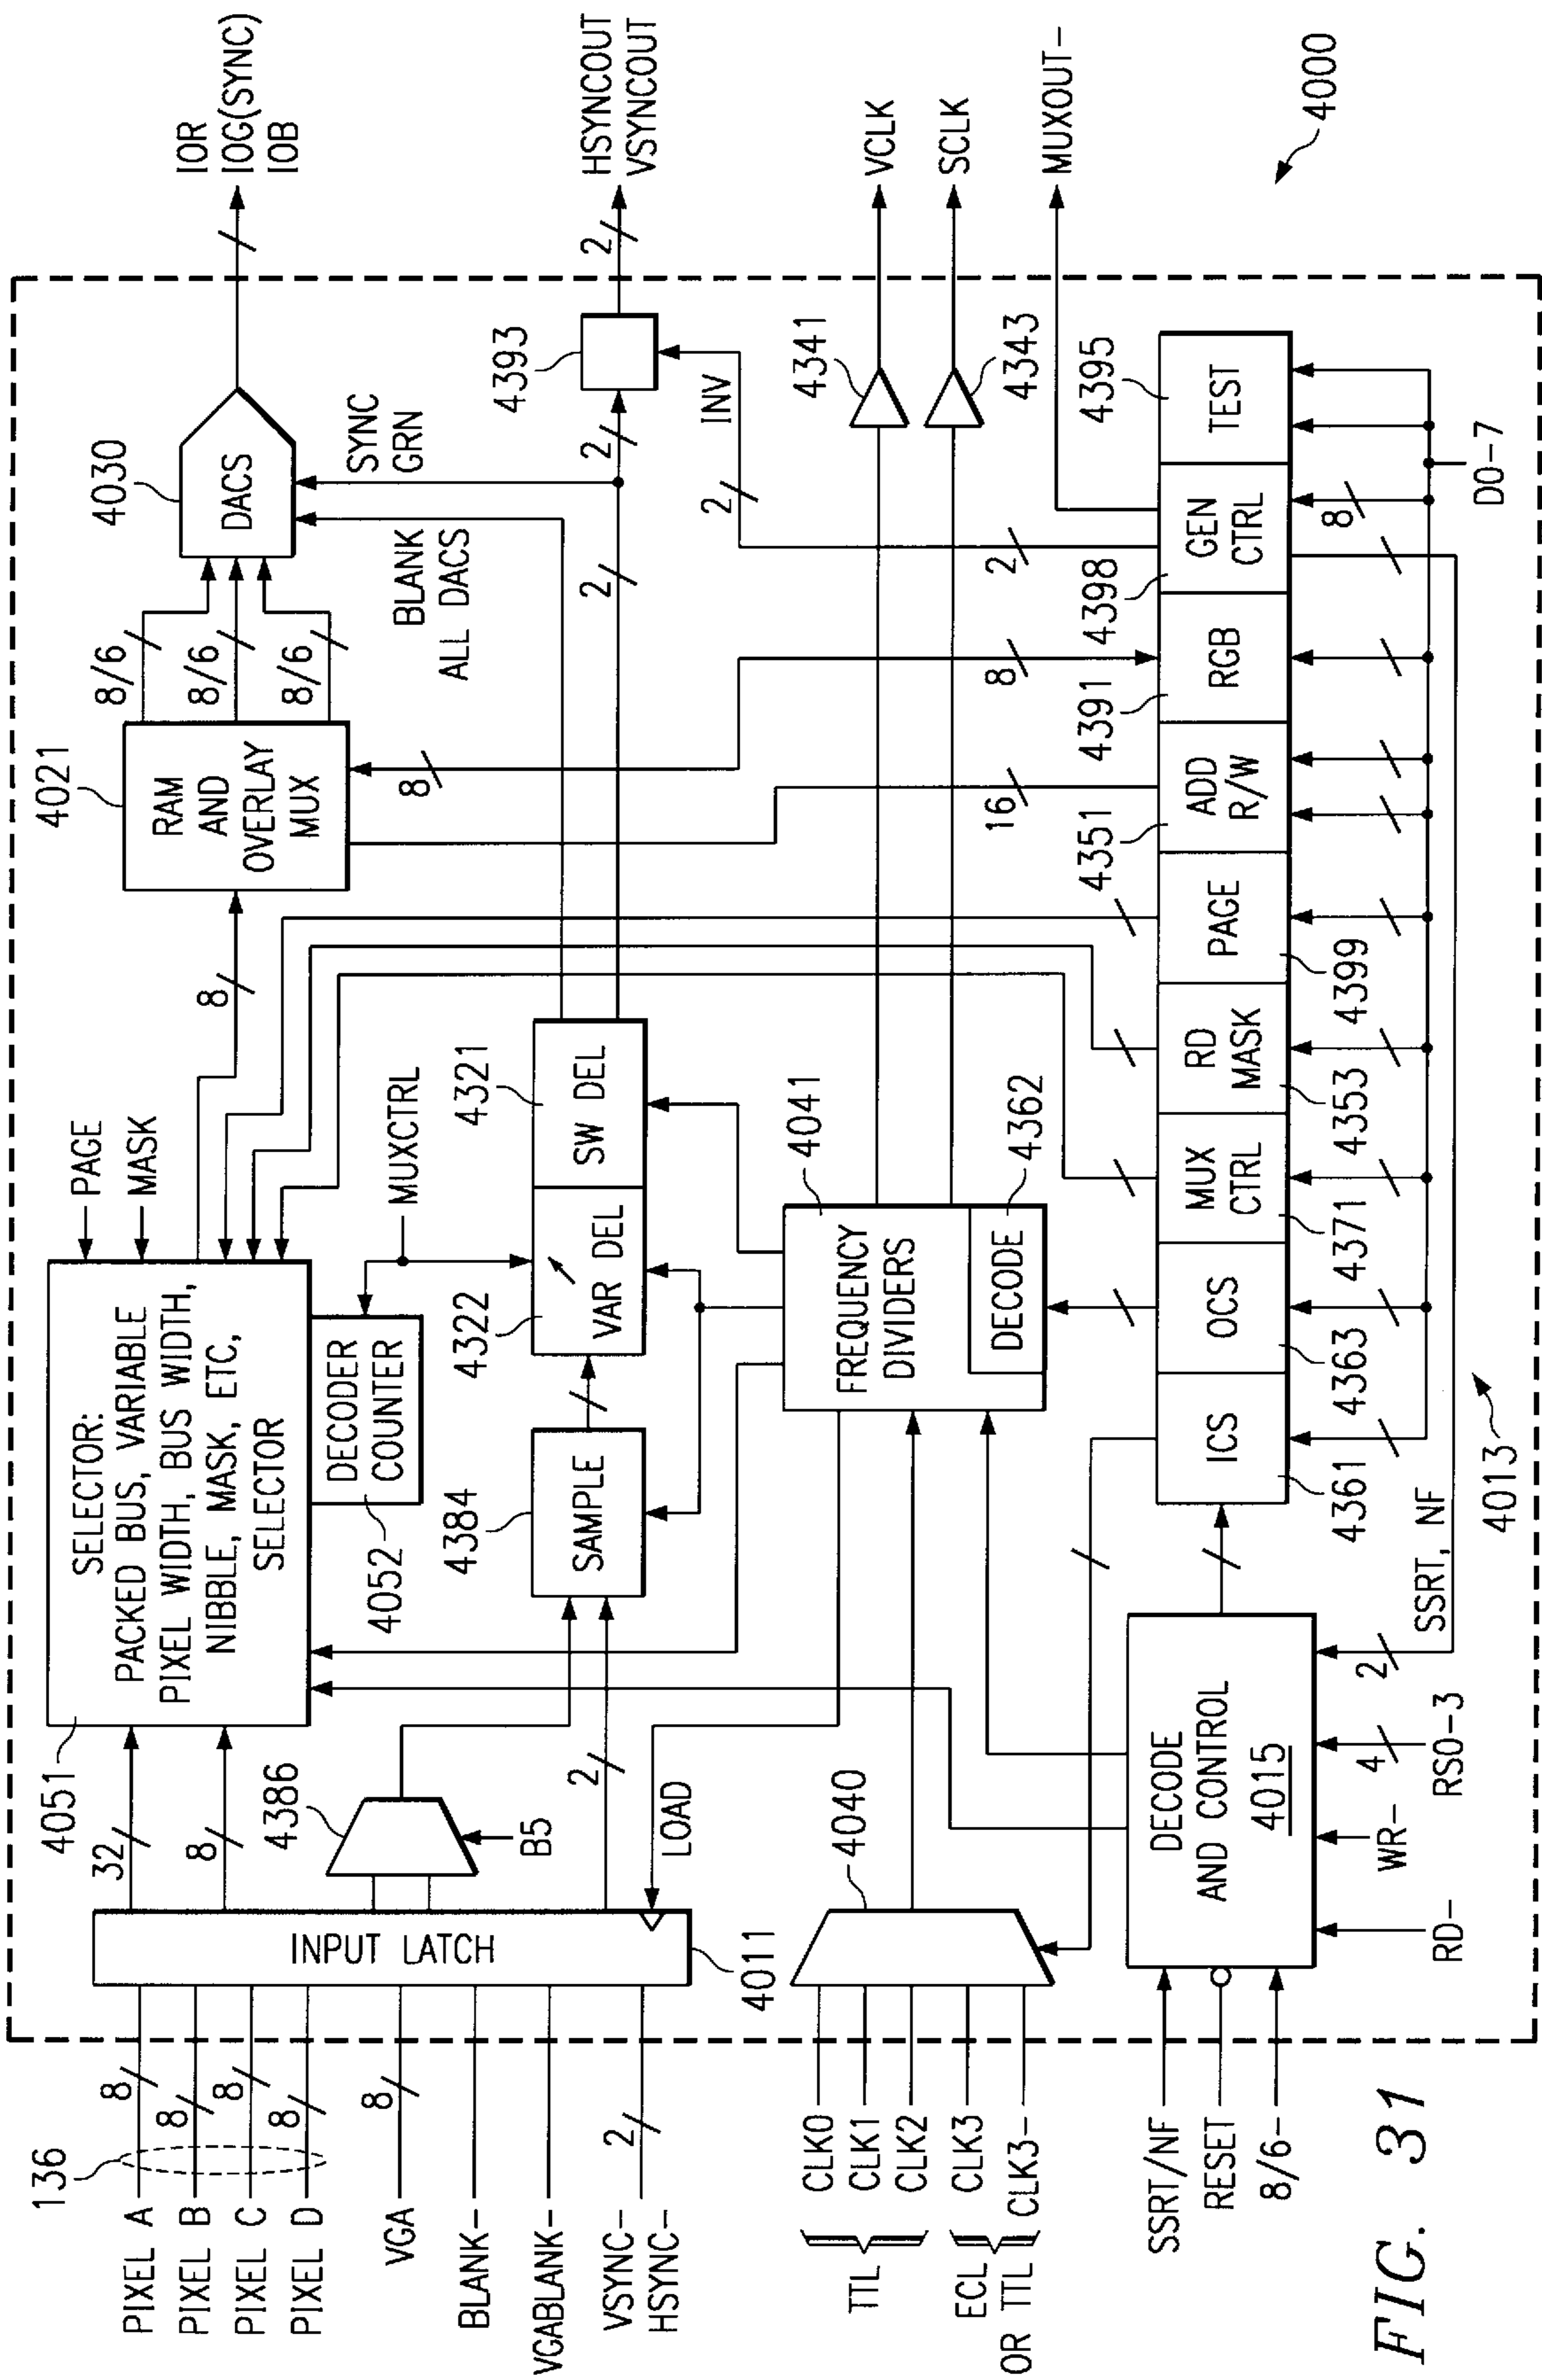 136
PIXEL A
8
PIXEL B
8
PIXEL C
8
PIXEL D
8
VGA
8
BLANK-
VGABLANK-
VSYNC-
HSYNC-
2
INPUT LATCH
4011
LOAD
32
8
4051
SELECTOR:
PACKED BUS, VARIABLE
PIXEL WIDTH, BUS WIDTH,
NIBBLE, MASK, ETC,
SELECTOR
PAGE
MASK
DECODER
COUNTER
4052
4386
B5
2
4384
SAMPLE
4322
VAR DEL
4321
SW DEL
MUXCTRL
8
4021
RAM
AND
OVERLAY
MUX
8/6
8/6
8/6
4030
DACS
IOR
IOG(SYNC)
IOB
BLANK
ALL DACS
SYNC
GRN
2
2
4393
INV
2
2
HSYNCOUT
VSYNCOUT
TTL
CLK0
CLK1
CLK2
ECL
OR TTL
CLK3
CLK3-
4040
4041
FREQUENCY
DIVIDERS
DECODE
4362
4341
VCLK
4343
SCLK
MUXOUT-
8
16
8
2
SSRT/NF
RESET
8/6-
DECODE
AND CONTROL
4015
RD-
WR-
4
RS0-3
2
SSRT, NF
4013
ICS
4361
OCS
4363
MUX
CTRL
4371
RD
MASK
4353
PAGE
4399
4351
ADD
R/W
4391
RGB
4398
GEN
CTRL
8
4395
TEST
D0-7
4000
FIG. 31